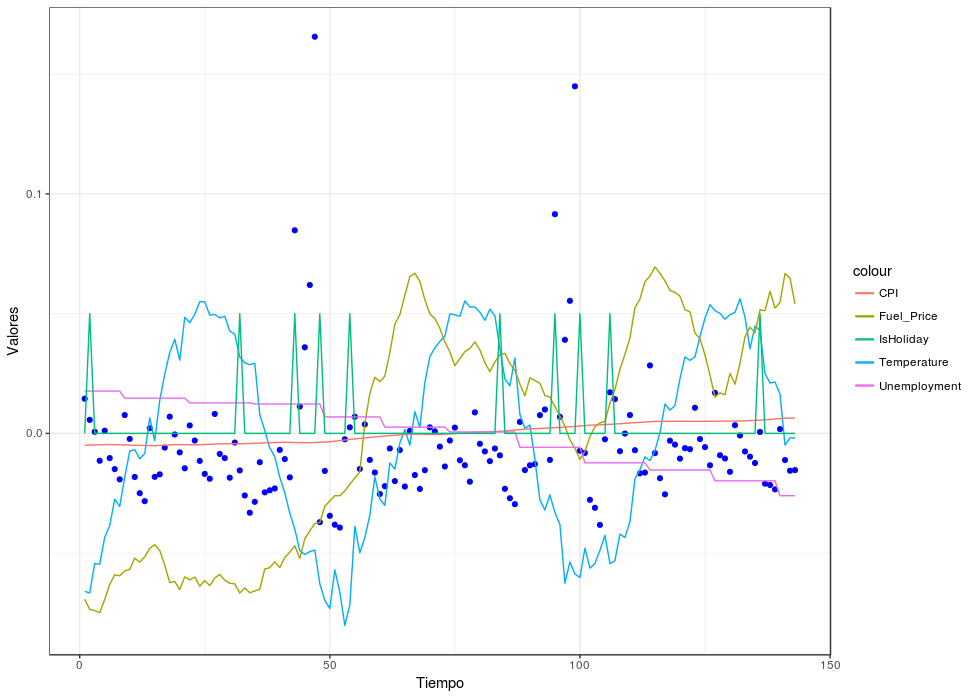 Valores
0.1
0.0
0
50
100
150
Tiempo
colour
CPI
Fuel_Price
IsHoliday
Temperature
Unemployment